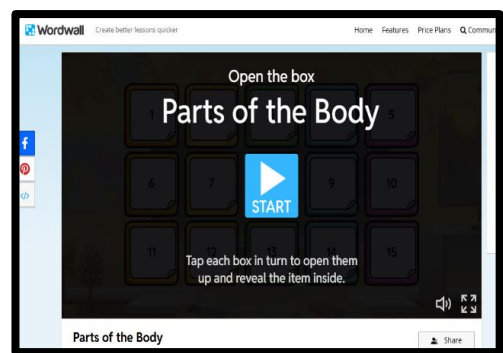 Wordwall Create better lessons quicker Home Features Price Plans Commun
Open the box
Parts of the Body
1 5
6 7 9 10
START
11 12 13 15
Tap each box in turn to open them
up and reveal the item inside.
Parts of the Body Share